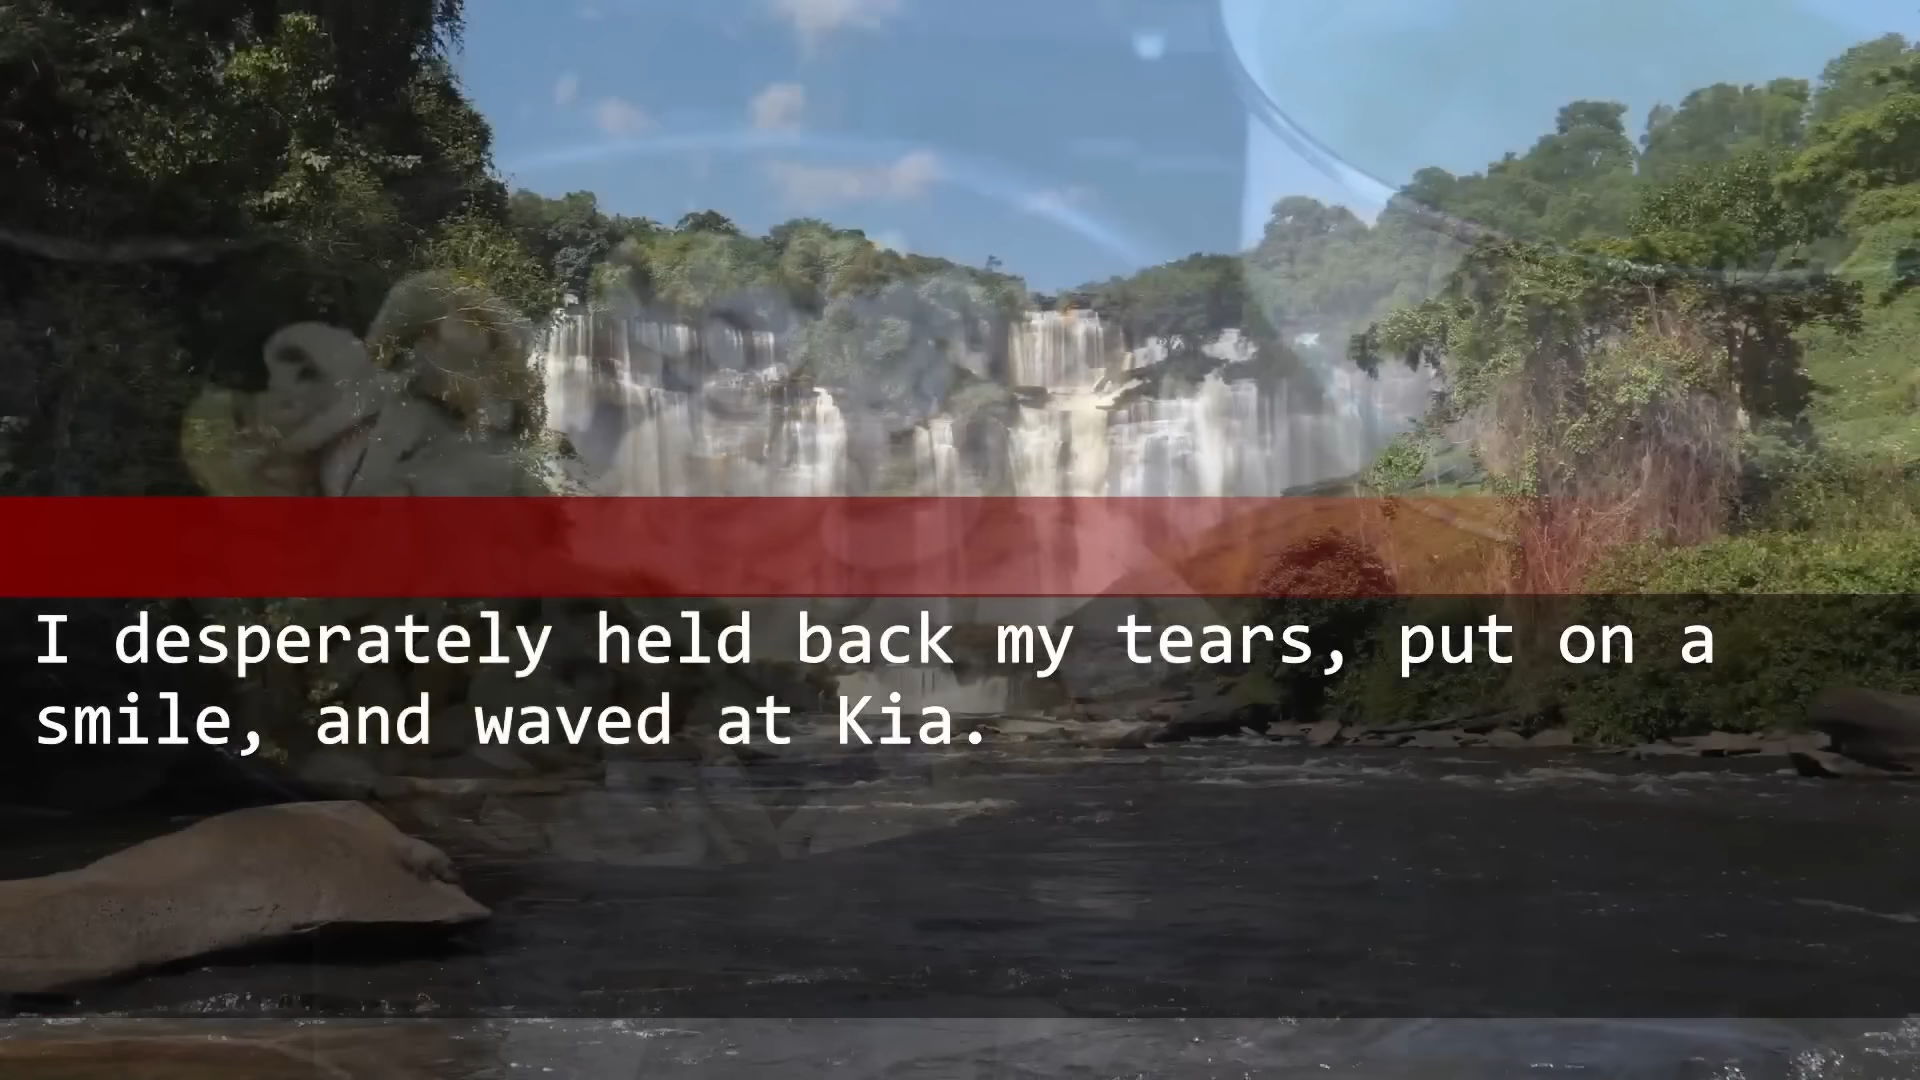 I desperately held back my tears, put on a
smile, and waved at Kia.